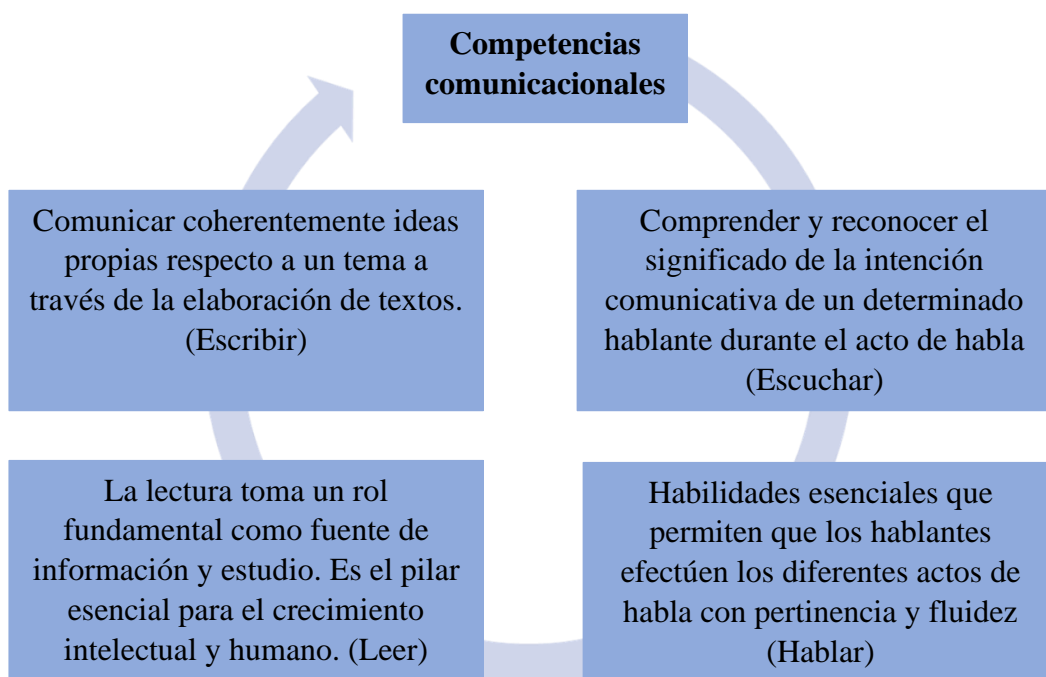 Competencias
comunicacionales
Comprender y reconocer el
significado de la intención
comunicativa de un determinado
hablante durante el acto de habla
(Escuchar)
Habilidades esenciales que
permiten que los hablantes
efectúen los diferentes actos de
habla con pertinencia y fluidez
(Hablar)
La lectura toma un rol
fundamental como fuente de
información y estudio. Es el pilar
esencial para el crecimiento
intelectual y humano. (Leer)
Comunicar coherentemente ideas
propias respecto a un tema a
través de la elaboración de textos.
(Escribir)